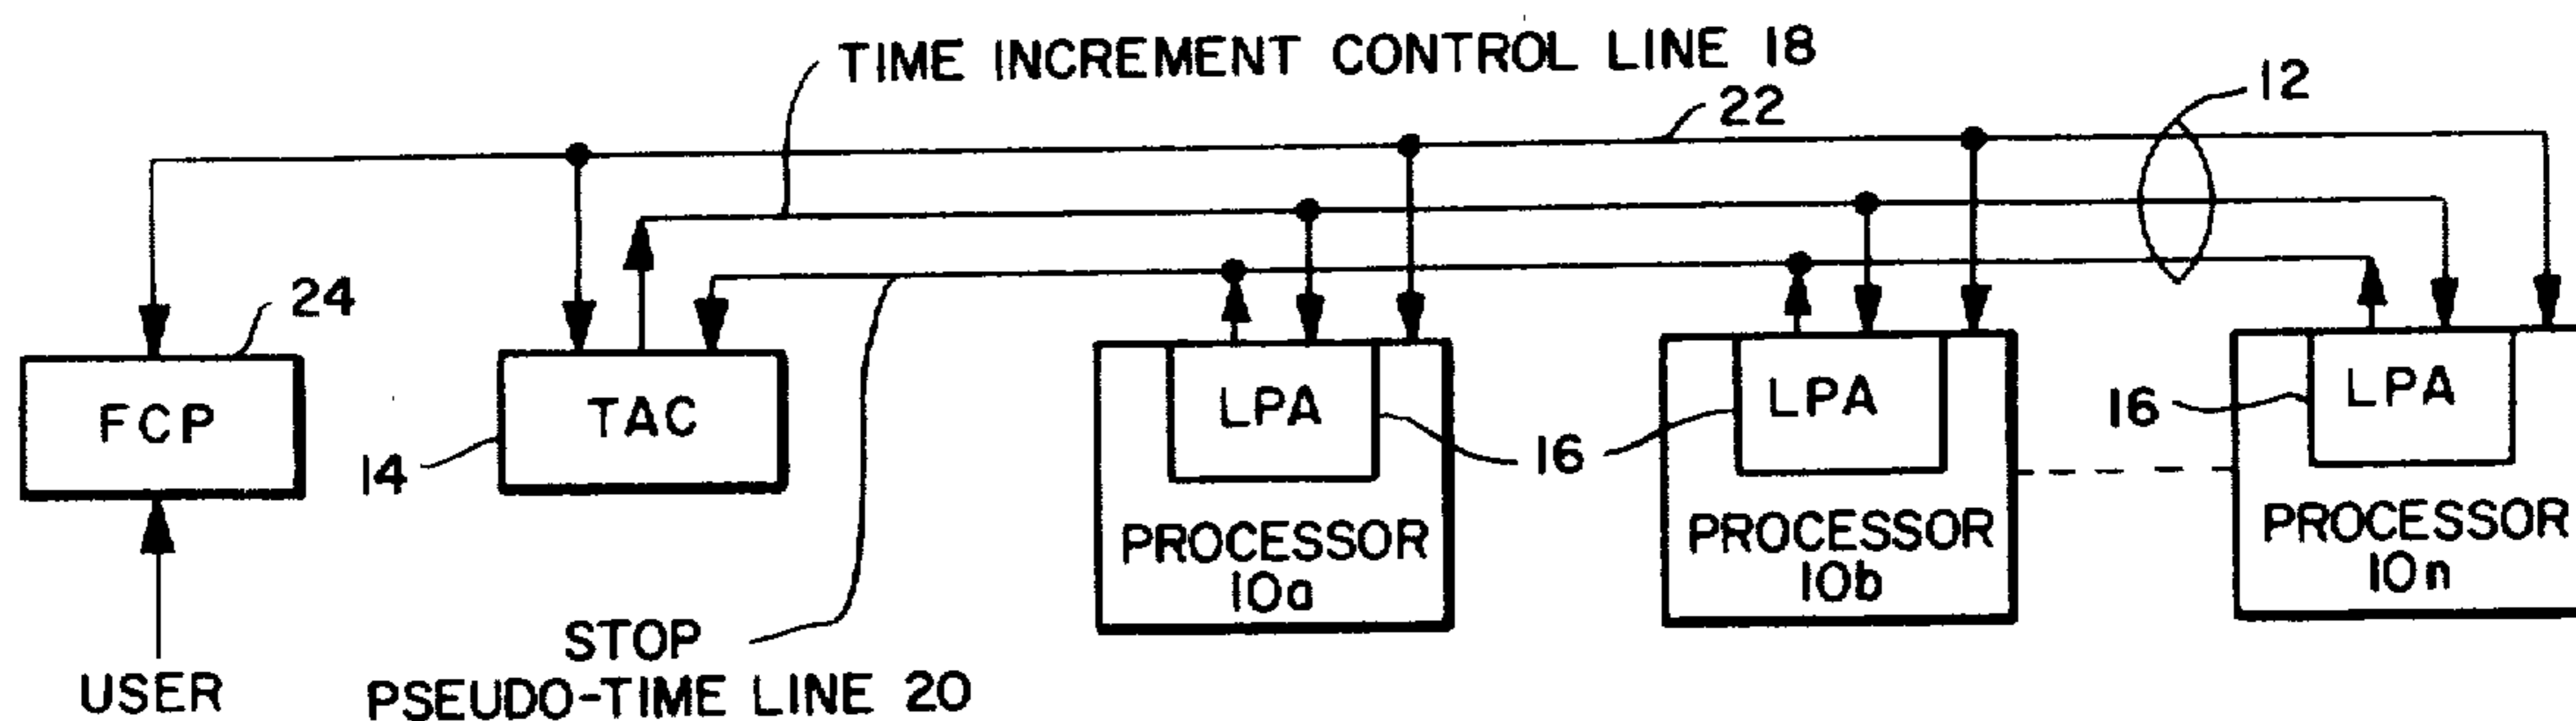 TIME INCREMENT CONTROL LINE 18
22
12
24
FCP
TAC
14
LPA
LPA
LPA
16
16
PROCESSOR
10a
PROCESSOR
10b
PROCESSOR
10n
USER
STOP
PSEUDO-TIME LINE 20